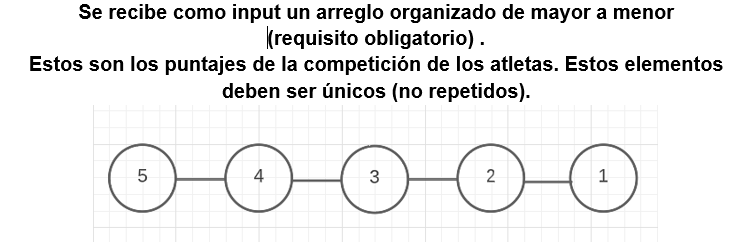 Se recibe como input un arreglo organizado de mayor a menor
(requisito obligatorio) .
Estos son los puntajes de la competición de los atletas. Estos elementos
deben ser únicos (no repetidos).
5 4 3 2 1